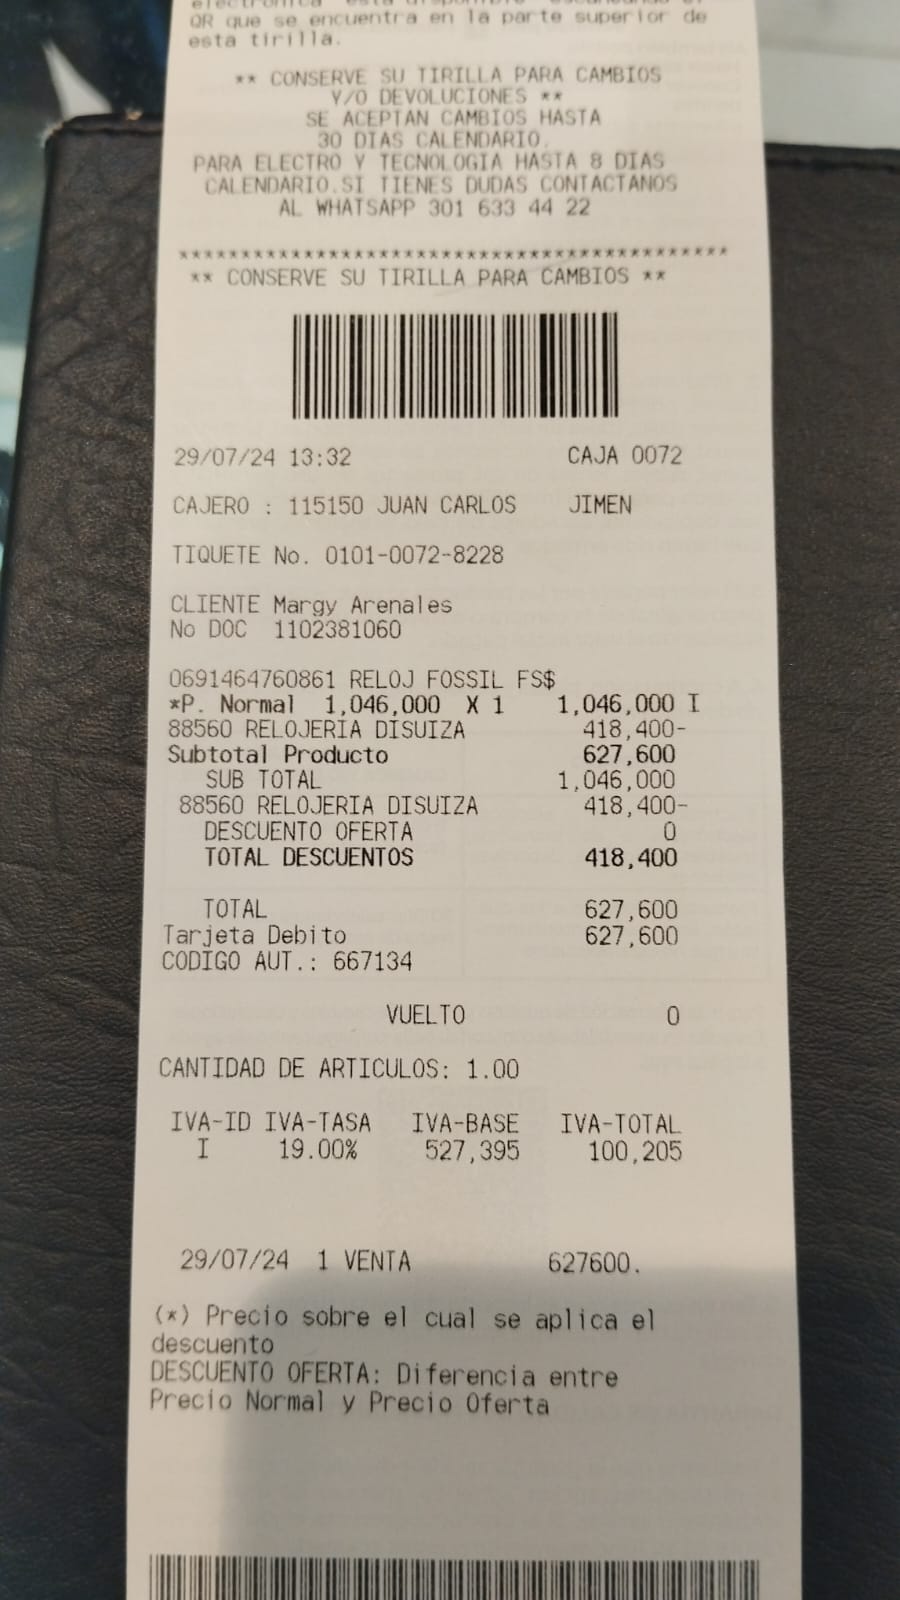 QR que se encuentra en la parte superior de
esta tirilla.
** CONSERVE SU TIRILLA PARA CAMBIOS
Y/O DEVOLUCIONES **
SE ACEPTAN CAMBIOS HASTA
30 DIAS CALENDARIO.
PARA ELECTRO Y TECNOLOGIA HASTA 8 DIAS
CALENDARIO.SI TIENES DUDAS CONTACTANOS
AL WHATSAPP 301 633 44 22
********************************************
** CONSERVE SU TIRILLA PARA CAMBIOS **
29/07/24 13:32 CAJA 0072
CAJERO : 115150 JUAN CARLOS JIMEN
TIQUETE No. 0101-0072-8228
CLIENTE Margy Arenales
No DOC 1102381060
0691464760861 RELOJ FOSSIL FS$
*P. Normal 1,046,000 X 1 1,046,000 I
88560 RELOJERIA DISUIZA 418,400-
Subtotal Producto 627,600
SUB TOTAL 1,046,000
88560 RELOJERIA DISUIZA 418,400-
DESCUENTO OFERTA 0
TOTAL DESCUENTOS 418,400
TOTAL 627,600
Tarjeta Debito 627,600
CODIGO AUT.: 667134
VUELTO 0
CANTIDAD DE ARTICULOS: 1.00
IVA-ID IVA-TASA IVA-BASE IVA-TOTAL
I 19.00% 527,395 100,205
29/07/24 1 VENTA 627600.
(*) Precio sobre el cual se aplica el
descuento
DESCUENTO OFERTA: Diferencia entre
Precio Normal y Precio Oferta